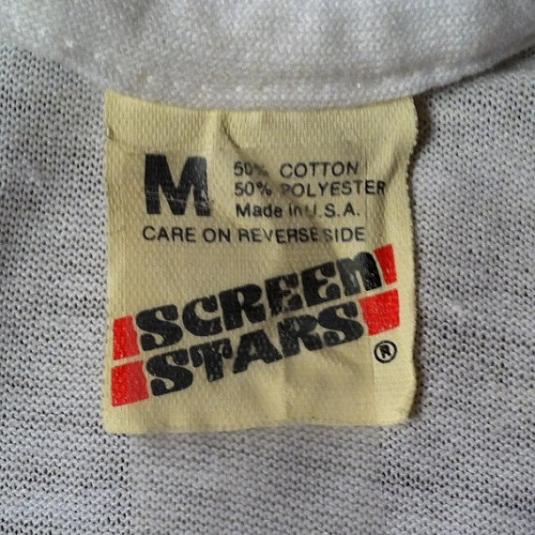 M
50% COTTON
50% POLYESTER
Made in U.S.A.
CARE ON REVERSE SIDE
SCREEN
STARS
®